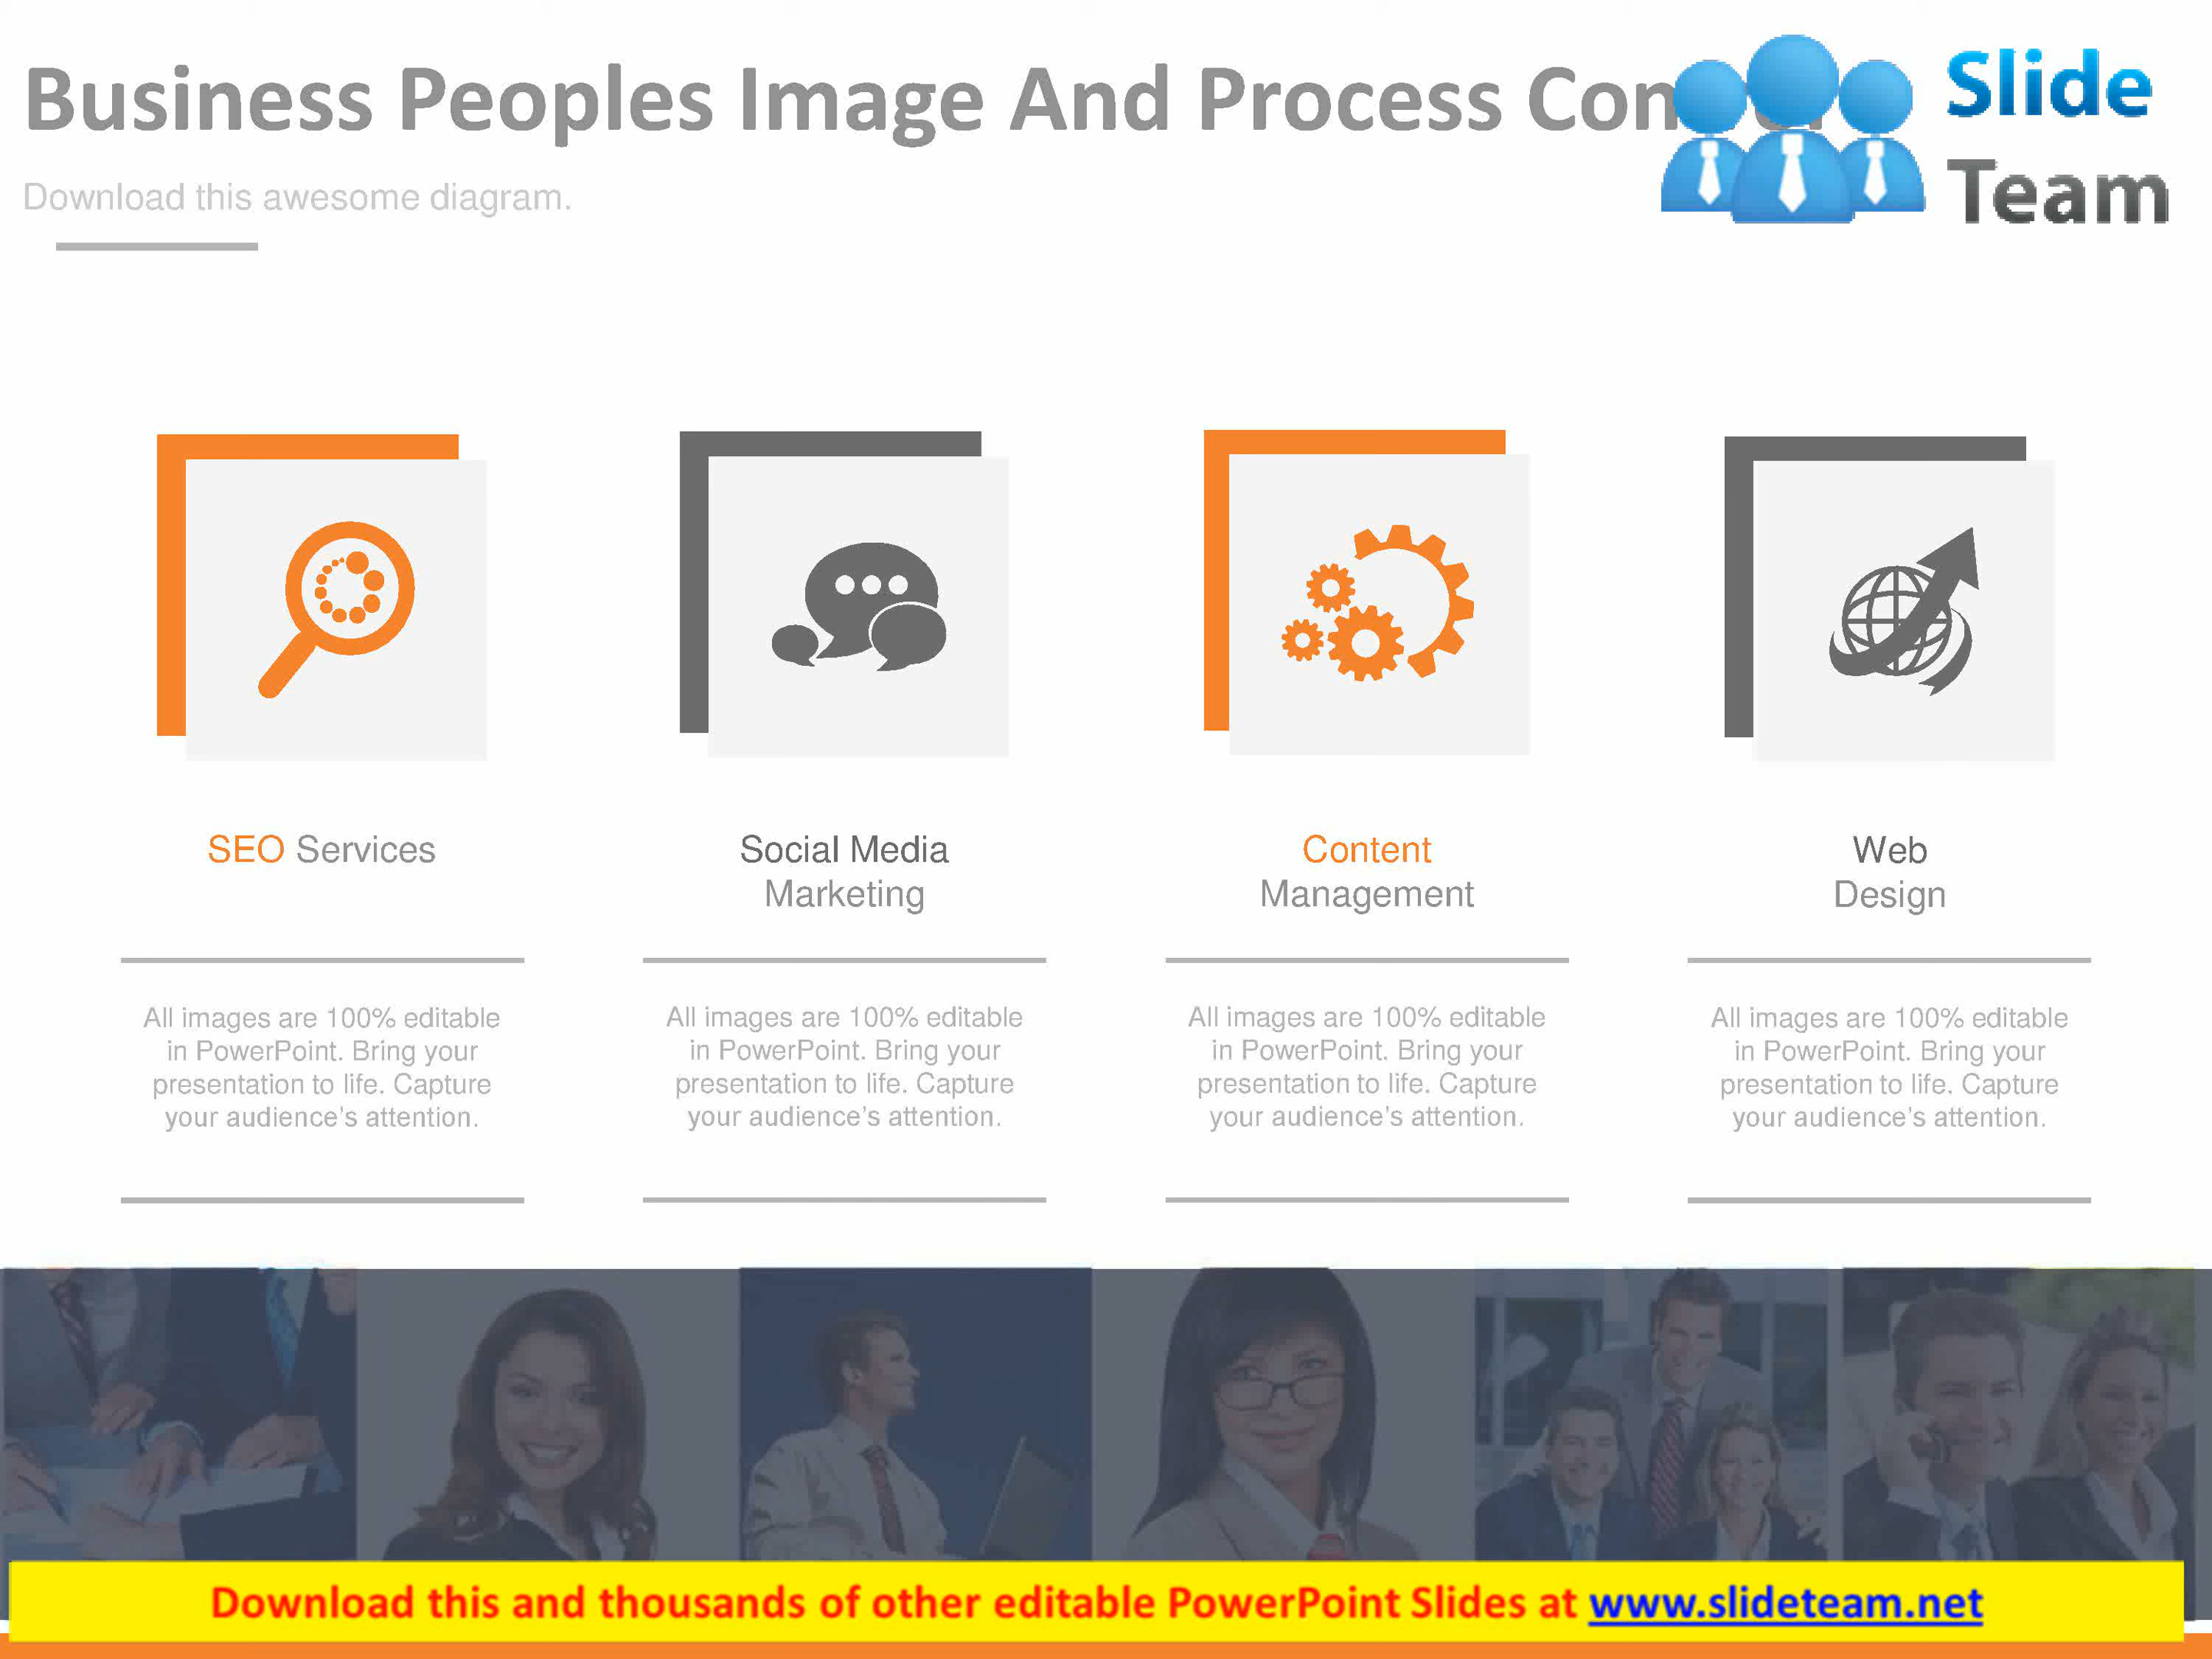 Business Peoples Image And Process
Slide
Team
Download this awesome diagram.
SEO Services
Social Media
Marketing
Content
Management
Web
Design
All images are 100% editable
in PowerPoint. Bring your
presentation to life. Capture
your audience's attention.
All images are 100% editable
in PowerPoint. Bring your
presentation to life. Capture
your audience's attention.
All images are 100% editable
in PowerPoint. Bring your
presentation to life. Capture
your audience's attention.
All images are 100% editable
in PowerPoint. Bring your
presentation to life. Capture
your audience's attention.
Download this and thousands of other editable PowerPoint Slides at www.slideteam.net